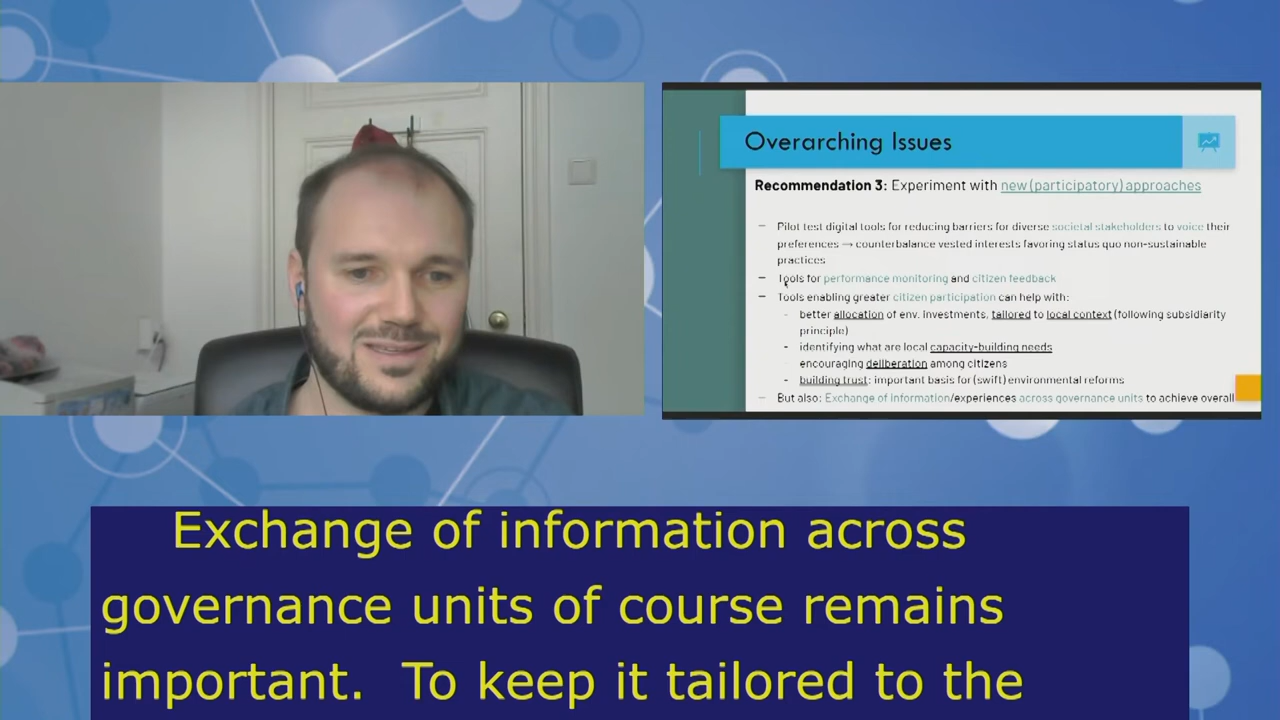 Overarching Issues
Recommendation 3: Experiment with new (participatory) approaches
– Pilot test digital tools for reducing barriers for diverse societal stakeholders to voice their
preferences → counterbalance vested interests favoring status quo non-sustainable
practices
– Tools for performance monitoring and citizen feedback
– Tools enabling greater citizen participation can help with:
- better allocation of env. investments, tailored to local context (following subsidiarity
principle)
- identifying what are local capacity-building needs
- encouraging deliberation among citizens
- building trust: important basis for (swift) environmental reforms
– But also: Exchange of information/experiences across governance units to achieve overall
Exchange of information across
governance units of course remains
important. To keep it tailored to the